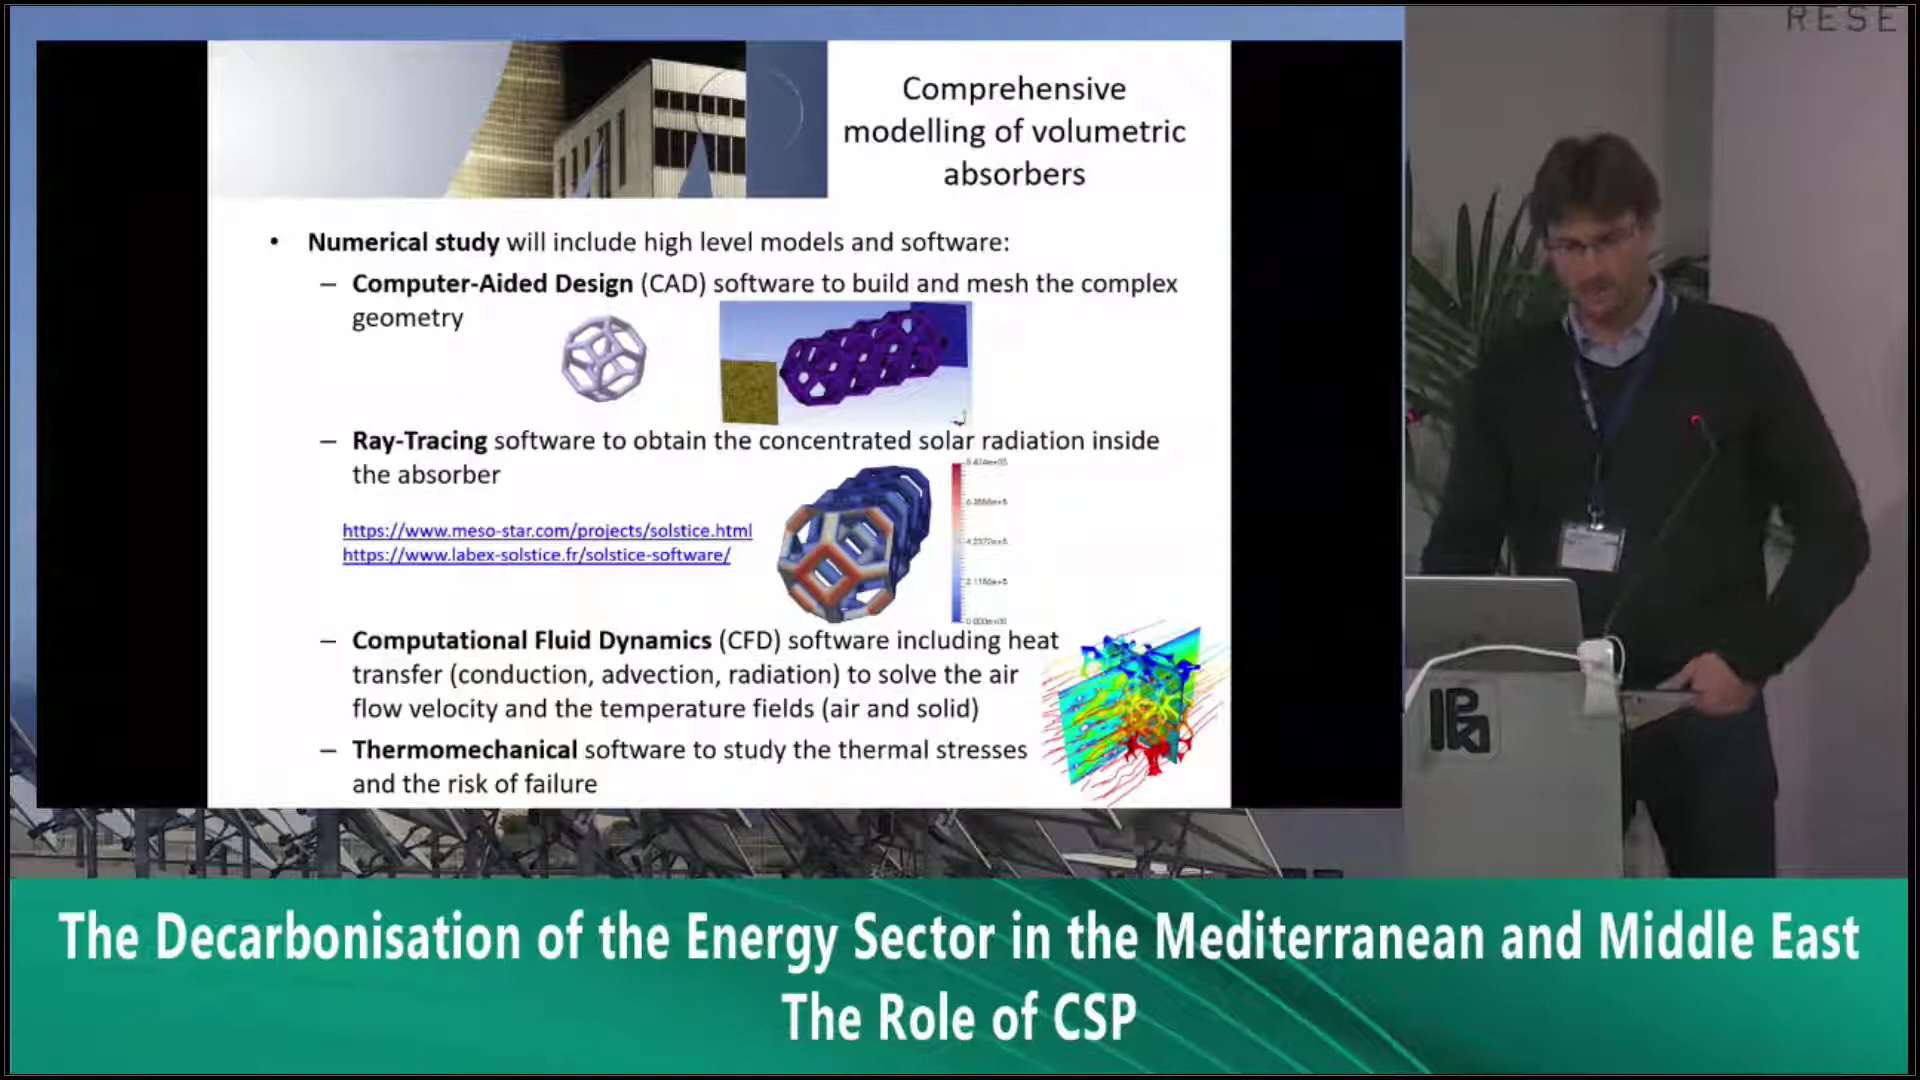 RESE
Comprehensive
modelling of volumetric
absorbers
• Numerical study will include high level models and software:
– Computer-Aided Design (CAD) software to build and mesh the complex
geometry
– Ray-Tracing software to obtain the concentrated solar radiation inside
the absorber
https://www.meso-star.com/projects/solstice.html
https://www.labex-solstice.fr/solstice-software/
– Computational Fluid Dynamics (CFD) software including heat
transfer (conduction, advection, radiation) to solve the air
flow velocity and the temperature fields (air and solid)
– Thermomechanical software to study the thermal stresses
and the risk of failure
The Decarbonisation of the Energy Sector in the Mediterranean and Middle East
The Role of CSP